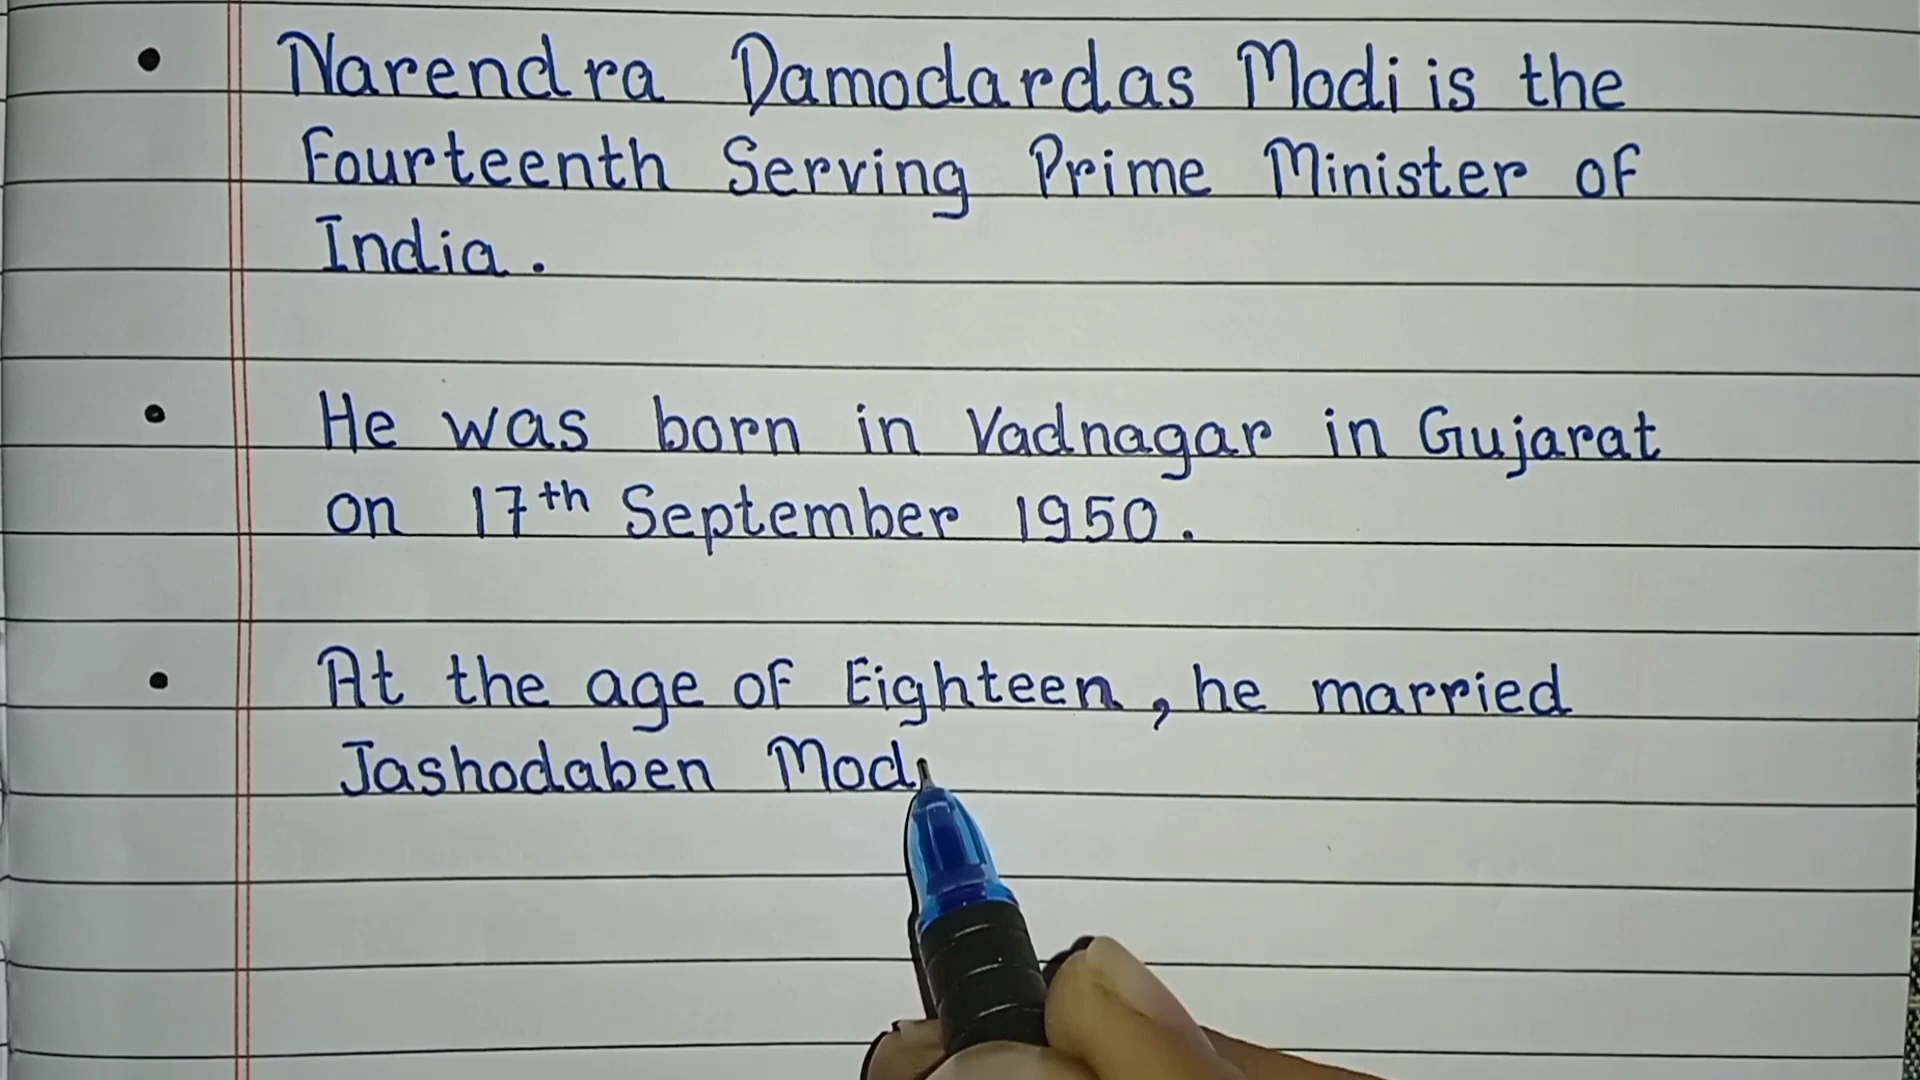 • Narendra Damodardas Modi is the
Fourteenth Serving Prime Minister of
India.
• He was born in Vadnagar in Gujarat
on 17th September 1950.
• At the age of Eighteen, he married
Jashodaben Modi